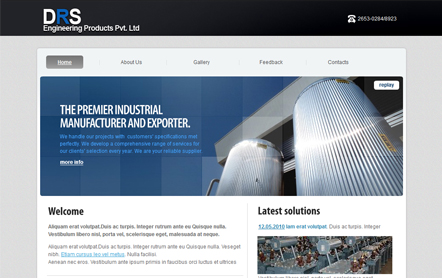 DRS
Engineering Products Pvt. Ltd
2653-0284/8923
Home
About Us
Gallery
Feedback
Contacts
replay
THE PREMIER INDUSTRIAL
MANUFACTURER AND EXPORTER.
We handle our projects with customers' specifications met
perfectly. We develop a comprehensive range of services for
our clients' selection every year. We are your reliable supplier.
more info
Welcome
Aliquam erat volutpat.Duis ac turpis. Integer rutrum ante eu Quisque nulla.
Vestibulum libero nisl, porta vel, scelerisque eget, malesuada at neque.
Aliquam erat volutpat.Duis ac turpis. Integer rutrum ante eu Quisque nulla. Veseget
nibh. Etiam cursus leo vel metus. Nulla facilisi.
Aenean nec eros. Vestibulum ante ipsum primis in faucibus orci luctus et ultrices
Latest solutions
12.05.2010 Iam erat volutpat. Duis ac turpis. Integer